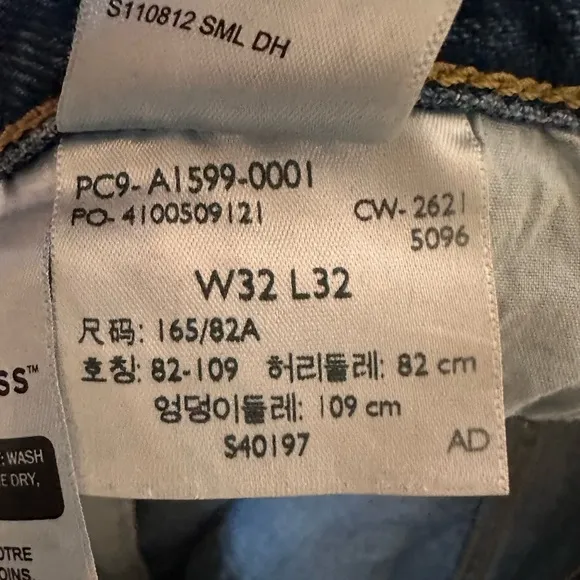 S110812 SML DH
PC9- A1599-0001
PO- 4100509121
CW- 2621
5096
W32 L32
尺码: 165/82A
호칭: 82-109 허리둘레: 82 cm
엉덩이둘레: 109 cm
S40197
AD
SS™
: WASH
E DRY,
OTRE
OINS.